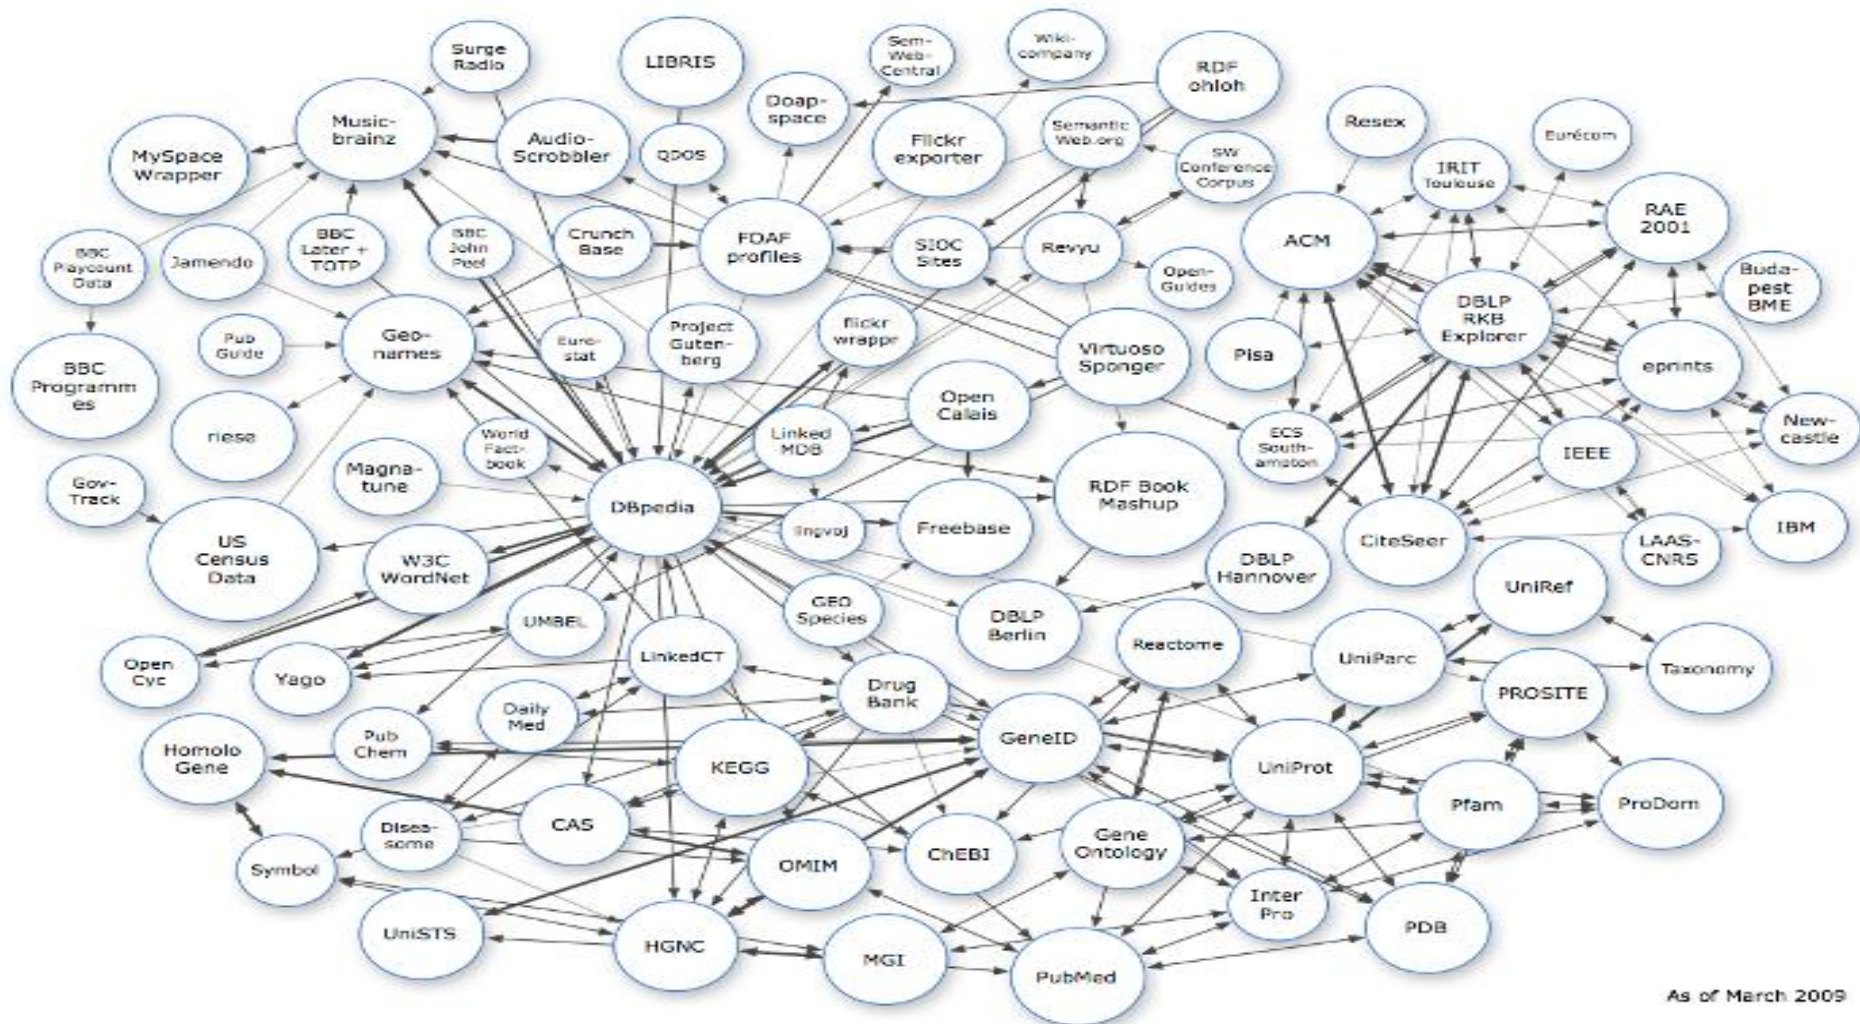 Surge
Radio
LIBRIS
Sem-
Web-
Central
Wiki-
company
RDF
ohloh
Music-
brainz
Audio-
Scrobbler
QDOS
Doap-
space
Flickr
exporter
Semantic
Web.org
SW
Conference
Corpus
Resex
Eurécom
MySpace
Wrapper
IRIT
Toulouse
RAE
2001
BBC
Playcount
Data
Jamendo
BBC
Later +
TOTP
BBC
John
Peel
Crunch
Base
FOAF
profiles
SIOC
Sites
Revyu
Open-
Guides
ACM
DBLP
RKB
Explorer
Buda-
pest
BME
Pub
Guide
Geo-
names
Euro-
stat
Project
Guten-
berg
flickr
wrappr
Virtuoso
Sponger
Pisa
eprints
BBC
Programm
es
riese
World
Fact-
book
Linked
MDB
Open
Calais
ECS
South-
ampton
IEEE
New-
castle
Gov-
Track
Magna-
tune
DBpedia
lingvoj
Freebase
RDF Book
Mashup
CiteSeer
LAAS-
CNRS
IBM
US
Census
Data
W3C
WordNet
UMBEL
GEO
Species
DBLP
Berlin
DBLP
Hannover
UniRef
Open
Cyc
Yago
LinkedCT
Drug
Bank
Reactome
UniParc
Taxonomy
PROSITE
Daily
Med
Homolo
Gene
Pub
Chem
KEGG
GeneID
UniProt
Pfam
ProDom
Symbol
Disea-
some
CAS
OMIM
ChEBI
Gene
Ontology
Inter
Pro
UniSTS
HGNC
MGI
PubMed
PDB
As of March 2009